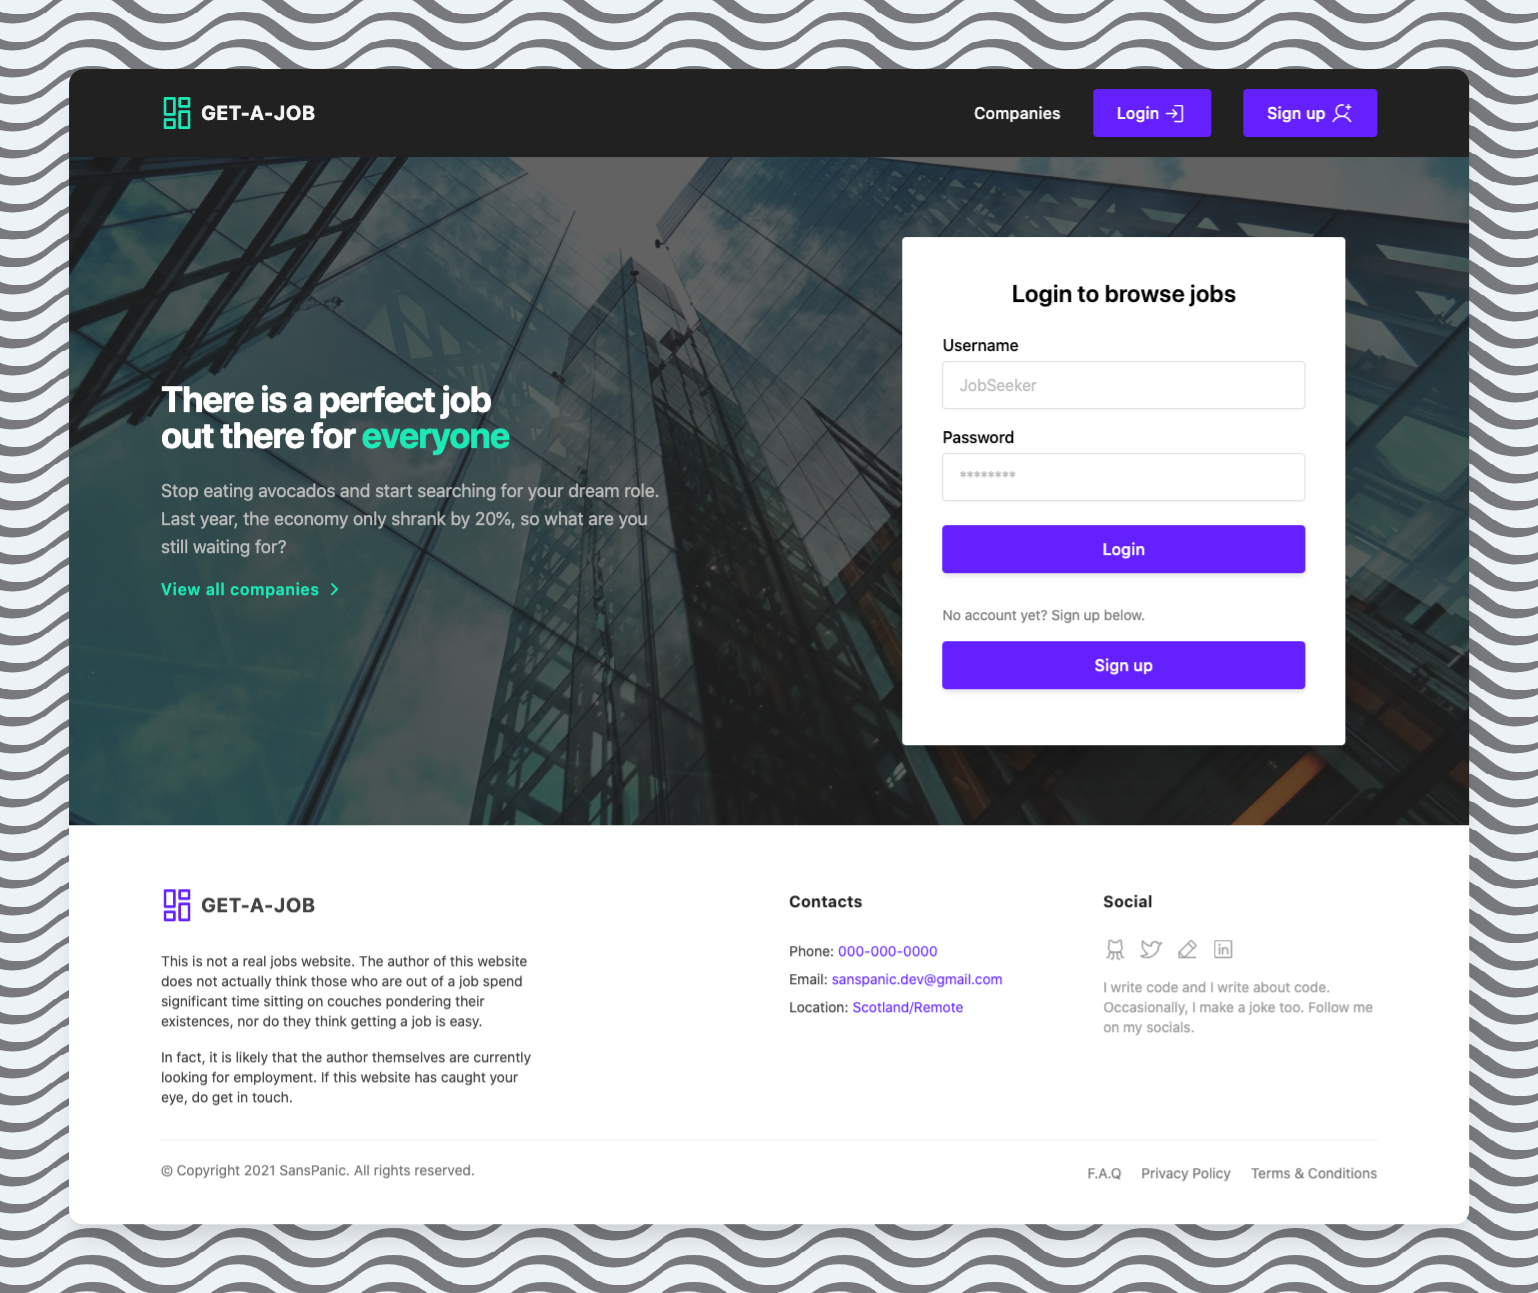 GET-A-JOB
Companies
Login
Sign up
There is a perfect job
out there for everyone
Stop eating avocados and start searching for your dream role.
Last year, the economy only shrank by 20%, so what are you
still waiting for?
View all companies
Login to browse jobs
Username
JobSeeker
Password
********
Login
No account yet? Sign up below.
Sign up
GET-A-JOB
This is not a real jobs website. The author of this website
does not actually think those who are out of a job spend
significant time sitting on couches pondering their
existences, nor do they think getting a job is easy.
In fact, it is likely that the author themselves are currently
looking for employment. If this website has caught your
eye, do get in touch.
Contacts
Phone: 000-000-0000
Email: sanspanic.dev@gmail.com
Location: Scotland/Remote
Social
in
I write code and I write about code.
Occasionally, I make a joke too. Follow me
on my socials.
© Copyright 2021 SansPanic. All rights reserved.
F.A.Q
Privacy Policy
Terms & Conditions